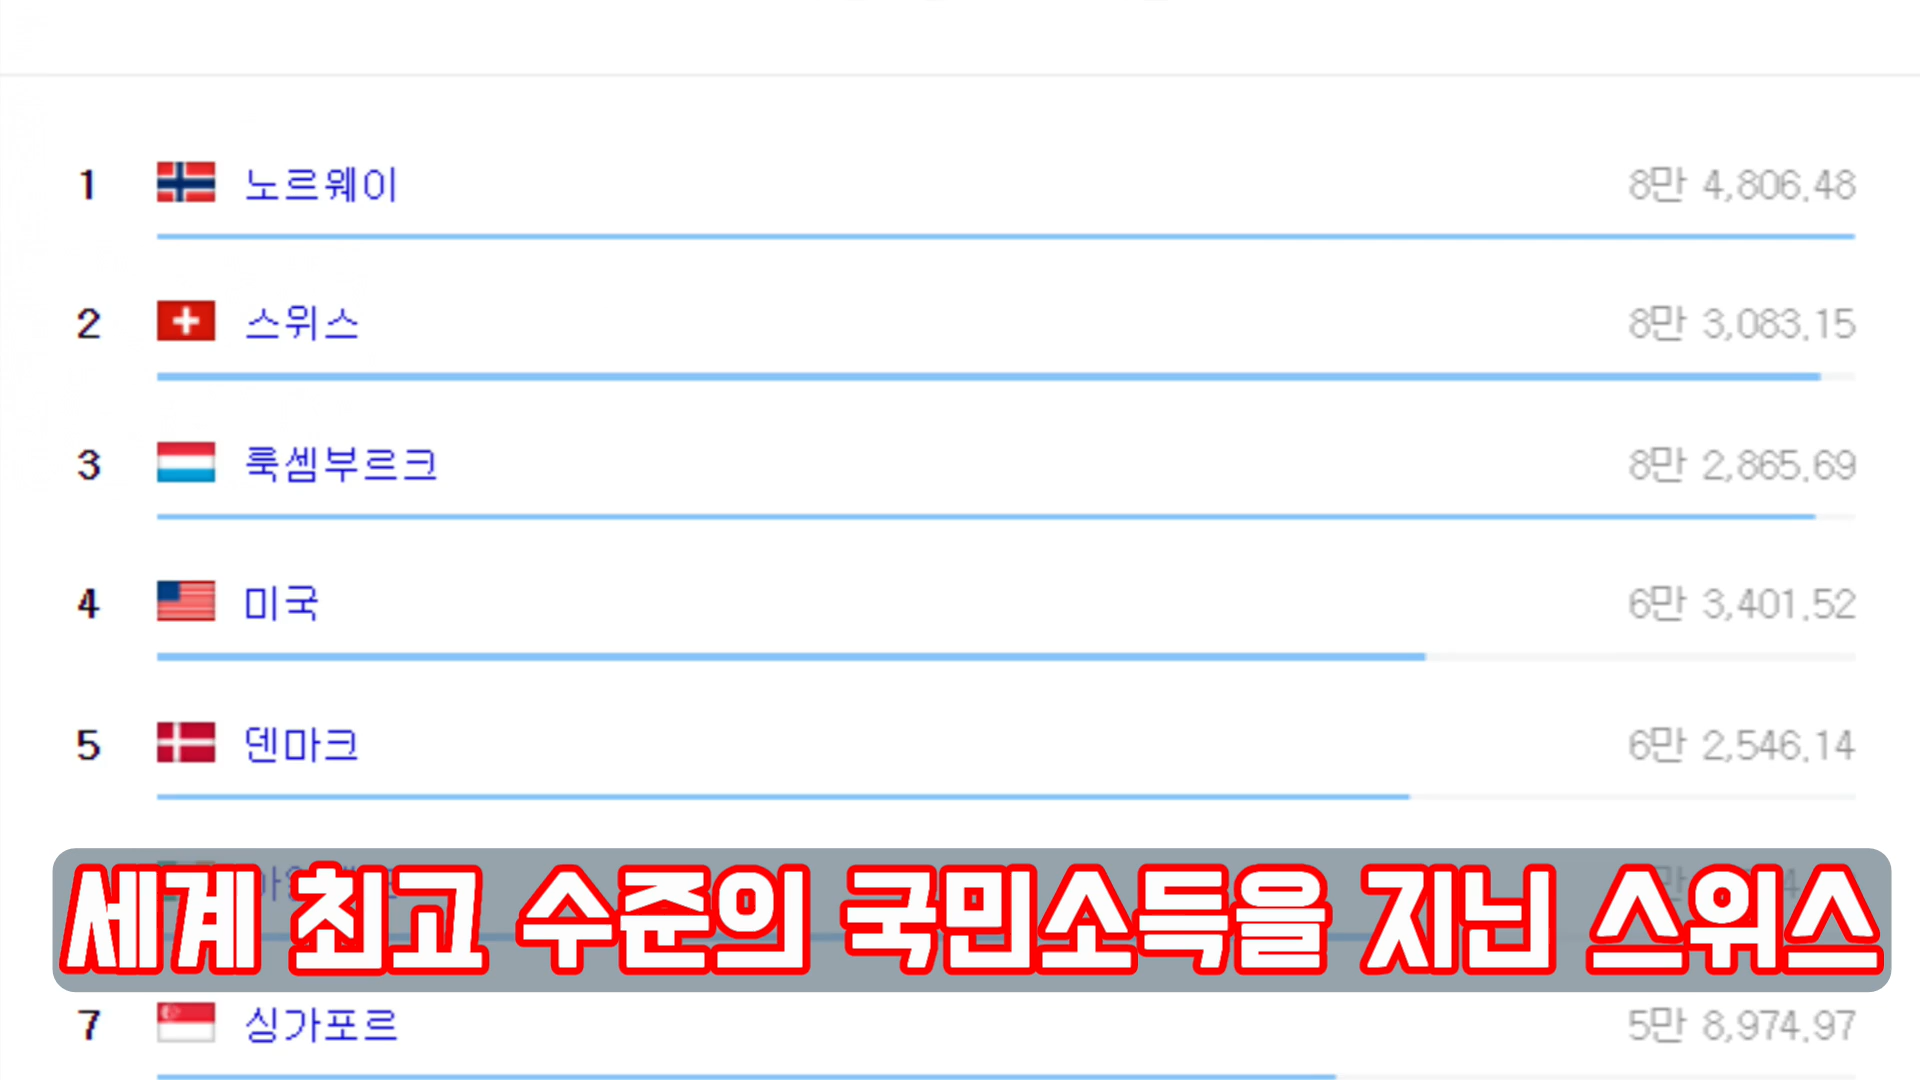 1 노르웨이 8만 4,806.48
2 스위스 8만 3,083.15
3 룩셈부르크 8만 2,865.69
4 미국 6만 3,401.52
5 덴마크 6만 2,546.14
세계 최고 수준의 국민소득을 지닌 스위스
7 싱가포르 5만 8,974.97